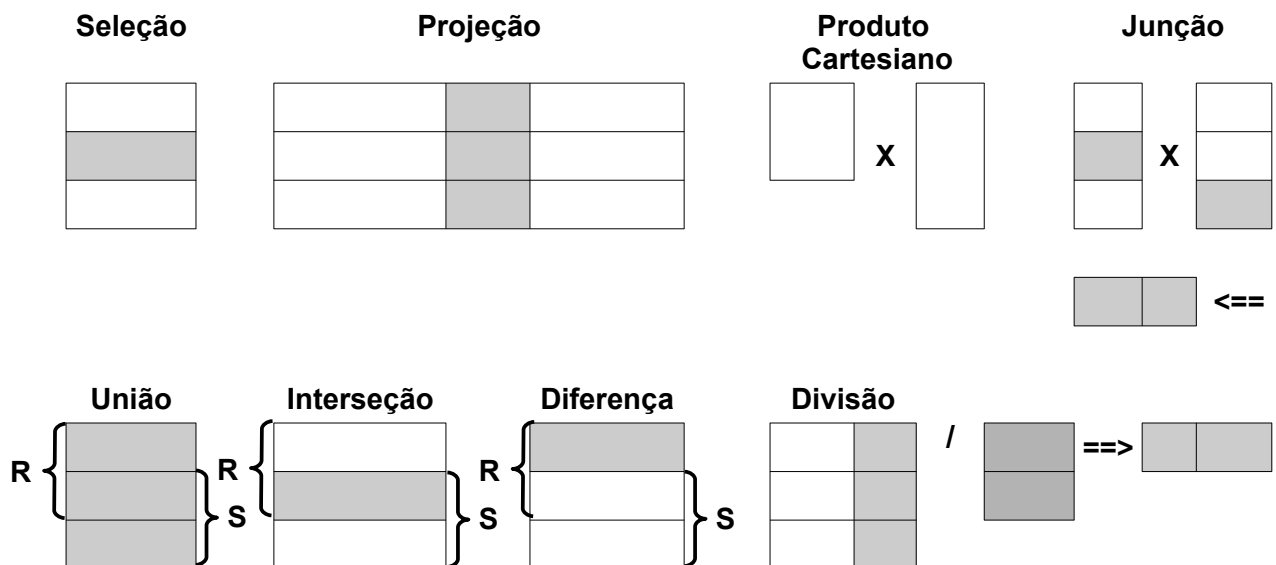 Seleção
Projeção
Produto
Cartesiano
Junção
X
X
<==
União
Interseção
Diferença
Divisão
R
S
R
S
R
S
/
==>